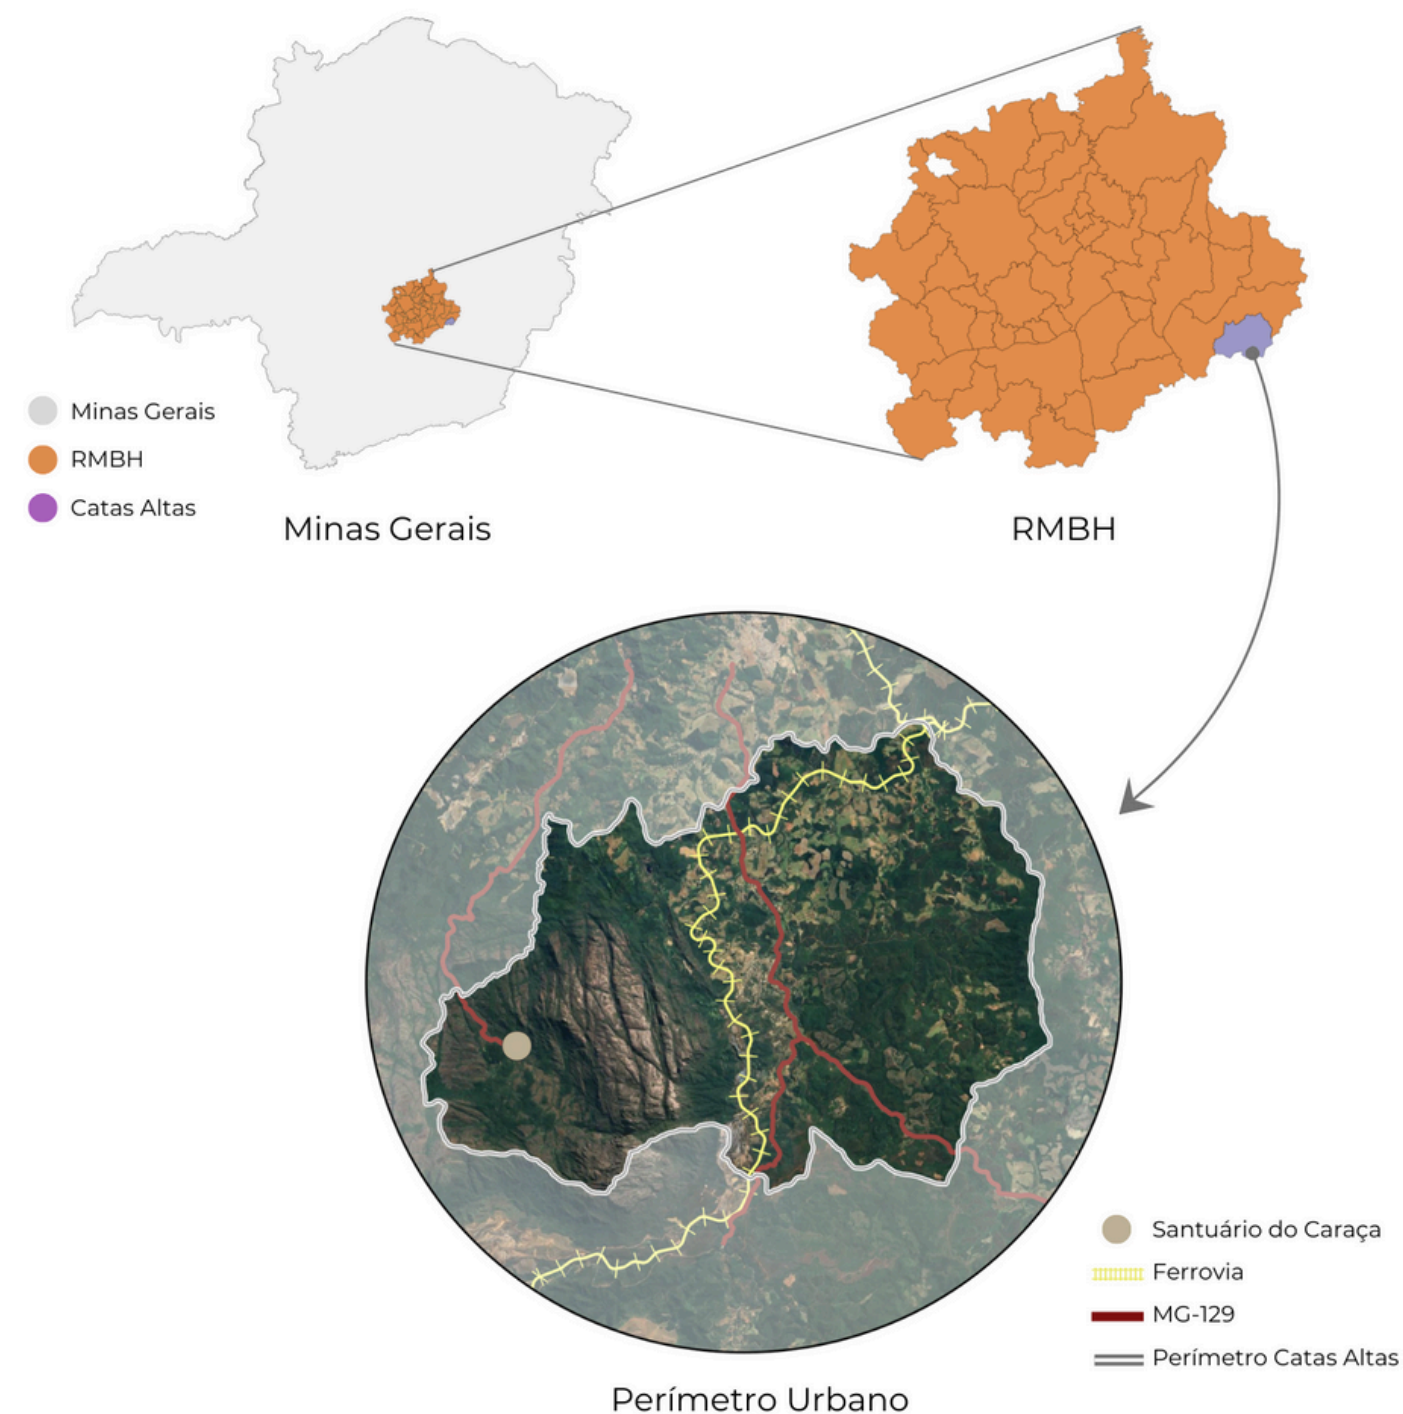 Minas Gerais
RMBH
Catas Altas
Minas Gerais
RMBH
Santuário do Caraça
Ferrovia
MG-129
Perímetro Catas Altas
Perímetro Urbano